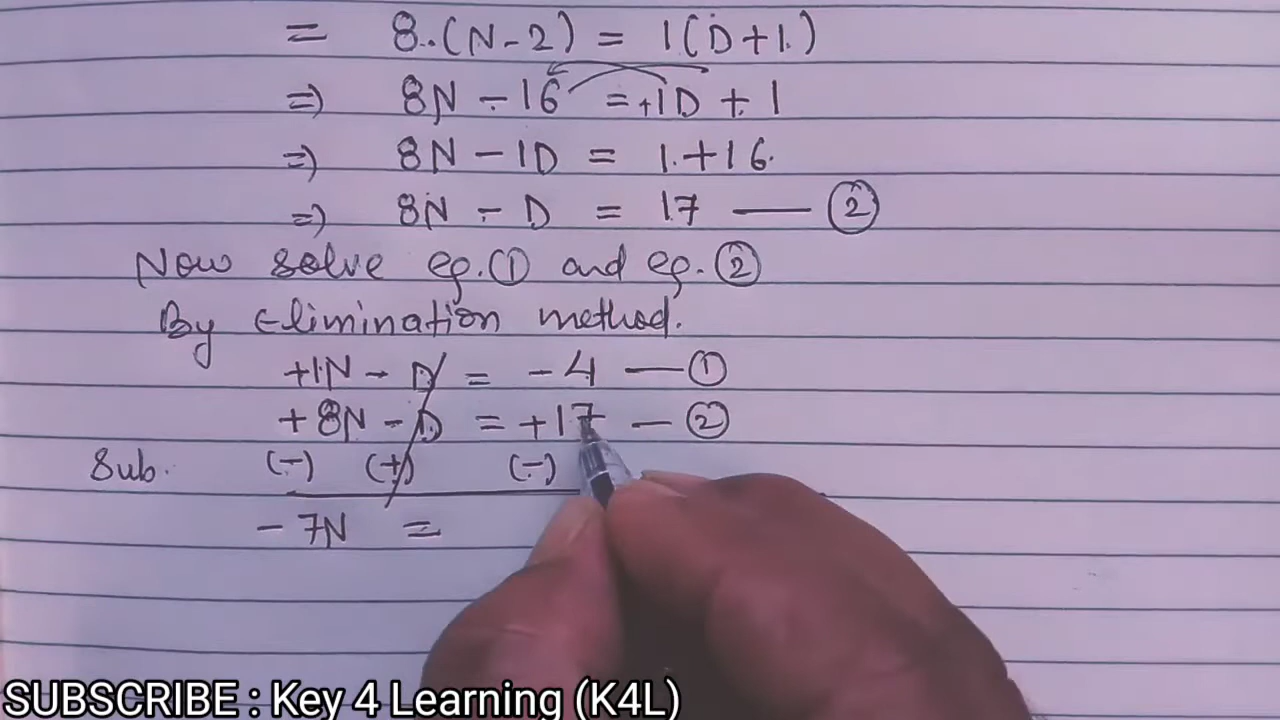 = 8.(N-2) = 1(D+1)
⇒ 8N - 16 = +1D + 1
⇒ 8N - 1D = 1 + 16
⇒ 8N - D = 17 — ②
Now solve eq.① and eq.②
By Elimination method.
+1N - D = -4 — ①
+8N - D = +17 — ②
Sub. (-) (+) (-)
-7N =
SUBSCRIBE : Key 4 Learning (K4L)